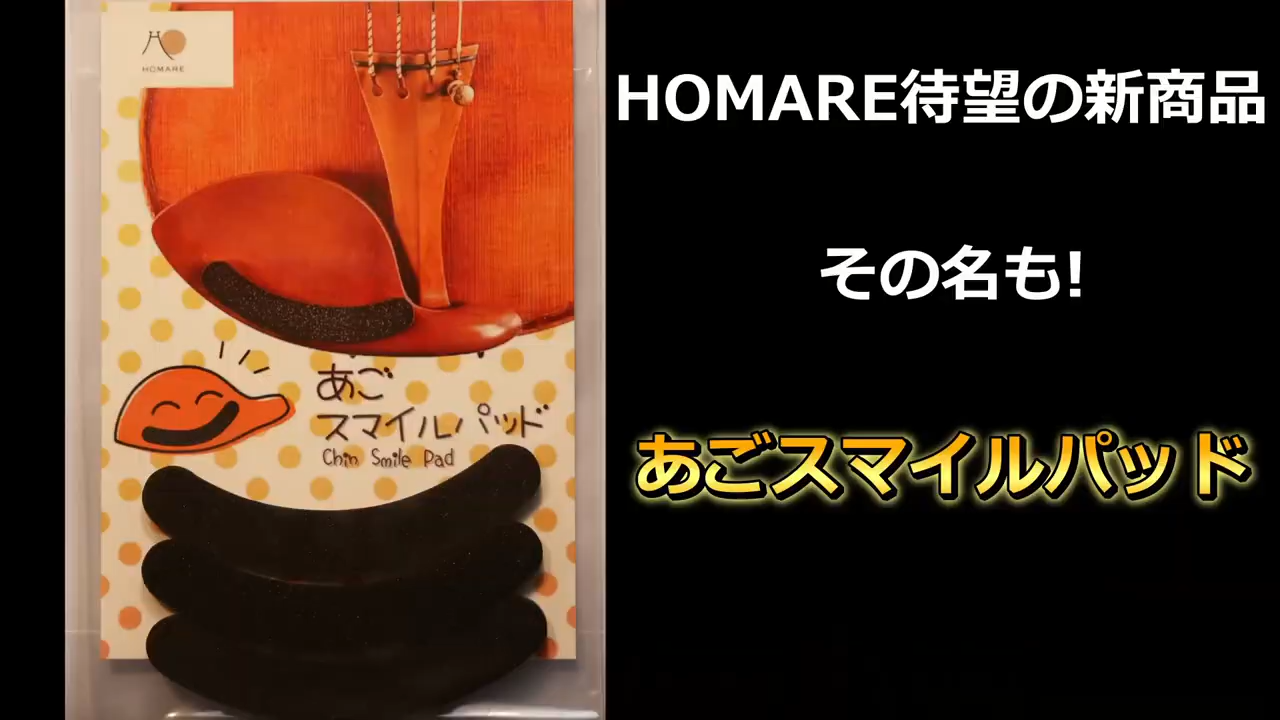 HOMARE
あご
スマイルパッド
Chin Smile Pad
HOMARE待望の新商品
その名も!
あごスマイルパッド